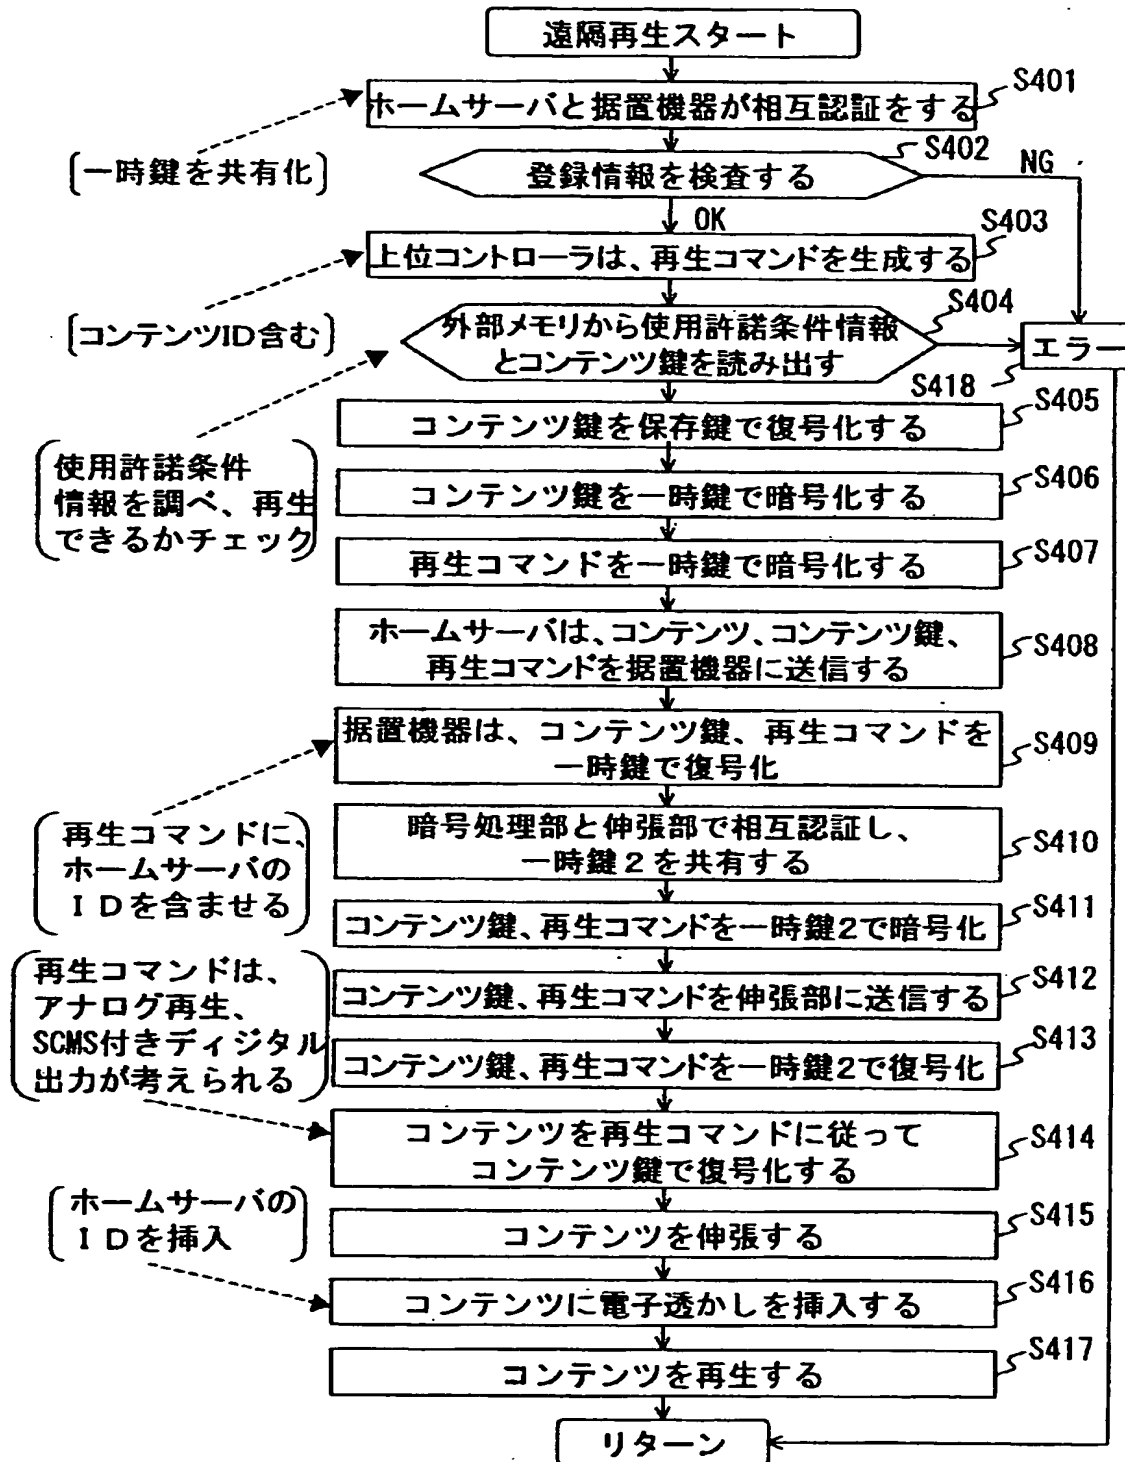 遠隔再生スタート
S401
ホームサーバと据置機器が相互認証をする
一時鍵を共有化
S402
登録情報を検査する
NG
OK
S403
上位コントローラは、再生コマンドを生成する
コンテンツID含む
S404
外部メモリから使用許諾条件情報
とコンテンツ鍵を読み出す
エラー
S418
S405
コンテンツ鍵を保存鍵で復号化する
使用許諾条件
情報を調べ、再生
できるかチェック
S406
コンテンツ鍵を一時鍵で暗号化する
S407
再生コマンドを一時鍵で暗号化する
S408
ホームサーバは、コンテンツ、コンテンツ鍵、
再生コマンドを据置機器に送信する
S409
据置機器は、コンテンツ鍵、再生コマンドを
一時鍵で復号化
再生コマンドに、
ホームサーバの
IDを含ませる
S410
暗号処理部と伸張部で相互認証し、
一時鍵2を共有する
S411
コンテンツ鍵、再生コマンドを一時鍵2で暗号化
再生コマンドは、
アナログ再生、
SCMS付きディジタル
出力が考えられる
S412
コンテンツ鍵、再生コマンドを伸張部に送信する
S413
コンテンツ鍵、再生コマンドを一時鍵2で復号化
S414
コンテンツを再生コマンドに従って
コンテンツ鍵で復号化する
ホームサーバの
IDを挿入
S415
コンテンツを伸張する
S416
コンテンツに電子透かしを挿入する
S417
コンテンツを再生する
リターン